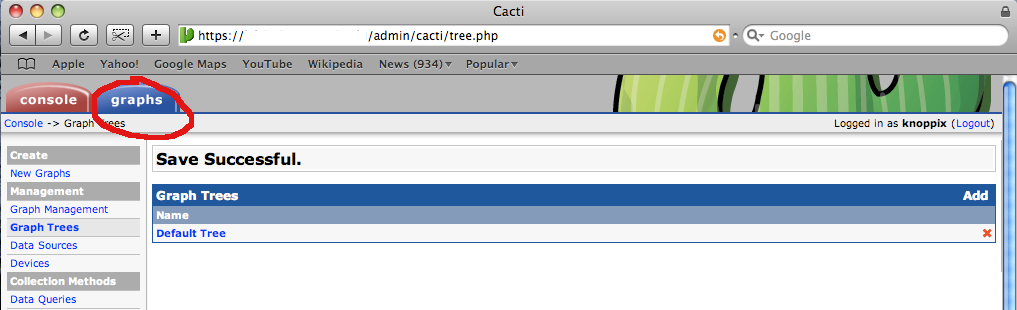 Cacti
https:// /admin/cacti/tree.php
Google
Apple Yahoo! Google Maps YouTube Wikipedia News (934) Popular
console graphs
Console -> Graph Trees
Logged in as knoppix (Logout)
Create
New Graphs
Management
Graph Management
Graph Trees
Data Sources
Devices
Collection Methods
Data Queries
Save Successful.
Graph Trees Add
Name
Default Tree